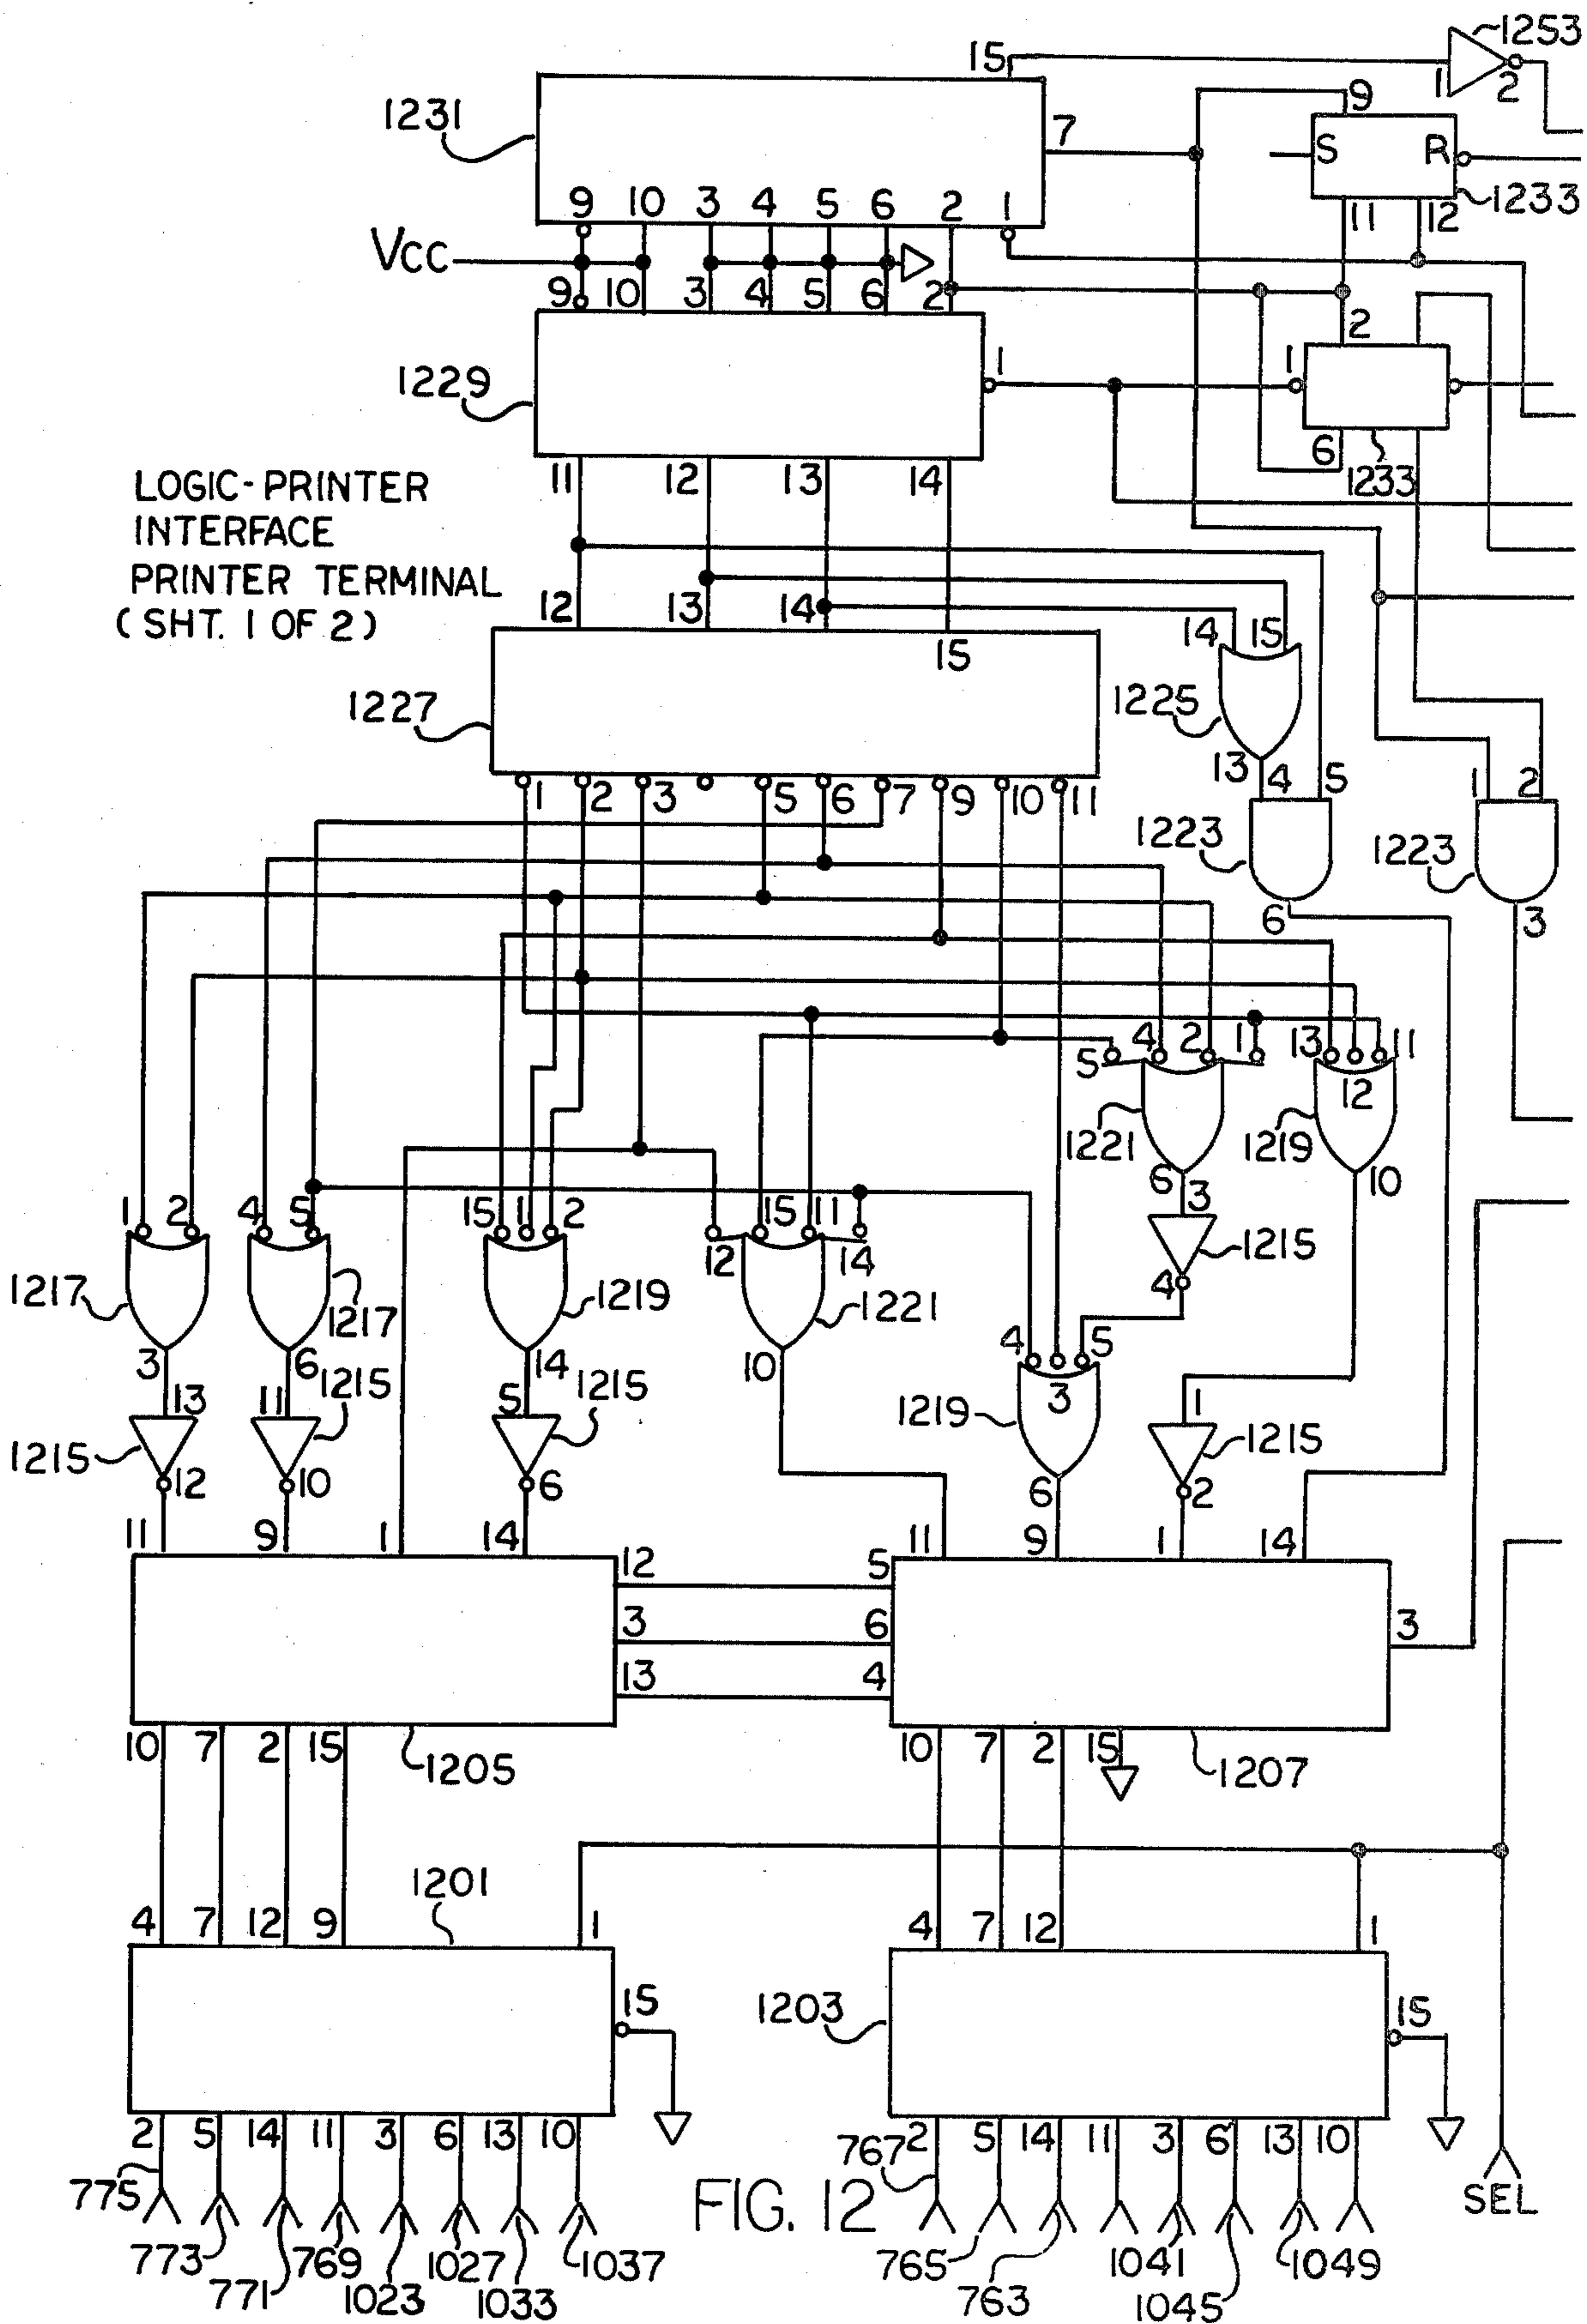 1253
15
1 2
1231
7
9
S R
1233
9 10 3 4 5 6 2 1
11 12
VCC
9 10 3 4 5 6 2
2
1
1
1229
6
1233
11 12 13 14
LOGIC-PRINTER
INTERFACE
PRINTER TERMINAL
(SHT. 1 OF 2)
12 13 14
15
14 15
1227
1225
13 4 5
1 2
1 2 3 5 6 7 9 10 11
1223
1223
6
3
5 4 2 1 13 11
12
1221
1219
6 3
10
1 2 4 5 15 1 2 15 11
12 14
1215
4
1217
1217
1219
1221
4 5
3
3 6 14 10
1219
13 11 1215 5 1215
1
1215
1215
12 10 6
6
2
11 9 1 14
11 9 1 14
12 5
3 6
3
13 4
10 7 2 15
1205
10 7 2 15
1207
1201
4 7 12 9 1
4 7 12 1
15
1203
15
2 5 14 11 3 6 13 10
767 2 5 14 11 3 6 13 10
775
FIG. 12
SEL
773 769 1027 1037
765 1041 1049
771 1023 1033
763 1045